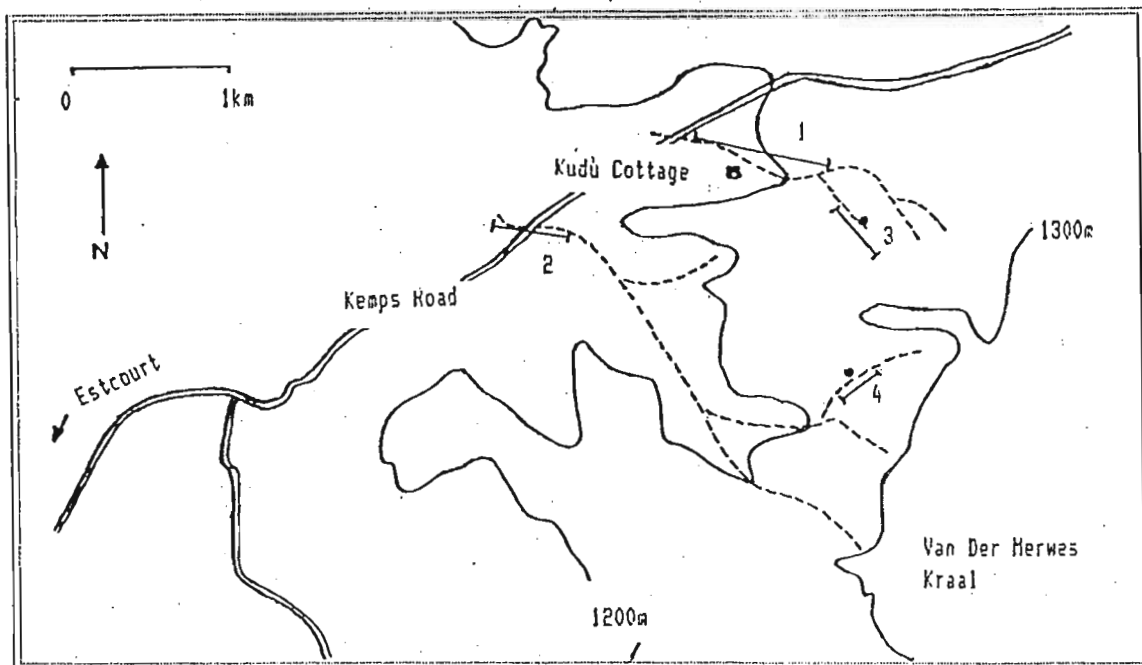 0 1km
N
1
Kudu Cottage
3
1300m
2
Kemps Road
Estcourt
4
Van Der Merwes
Kraal
1200m